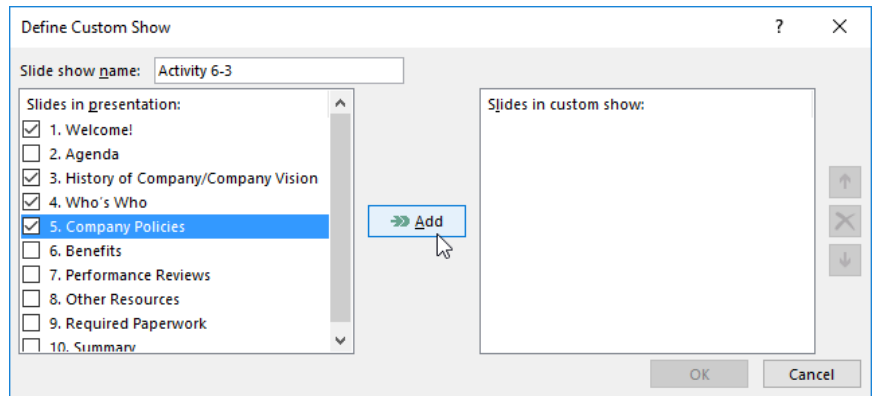 Define Custom Show
?
Slide show name: Activity 6-3
Slides in presentation:
1. Welcome!
2. Agenda
3. History of Company/Company Vision
4. Who's Who
5. Company Policies
6. Benefits
7. Performance Reviews
8. Other Resources
9. Required Paperwork
10. Summary
Add
Slides in custom show:
OK
Cancel